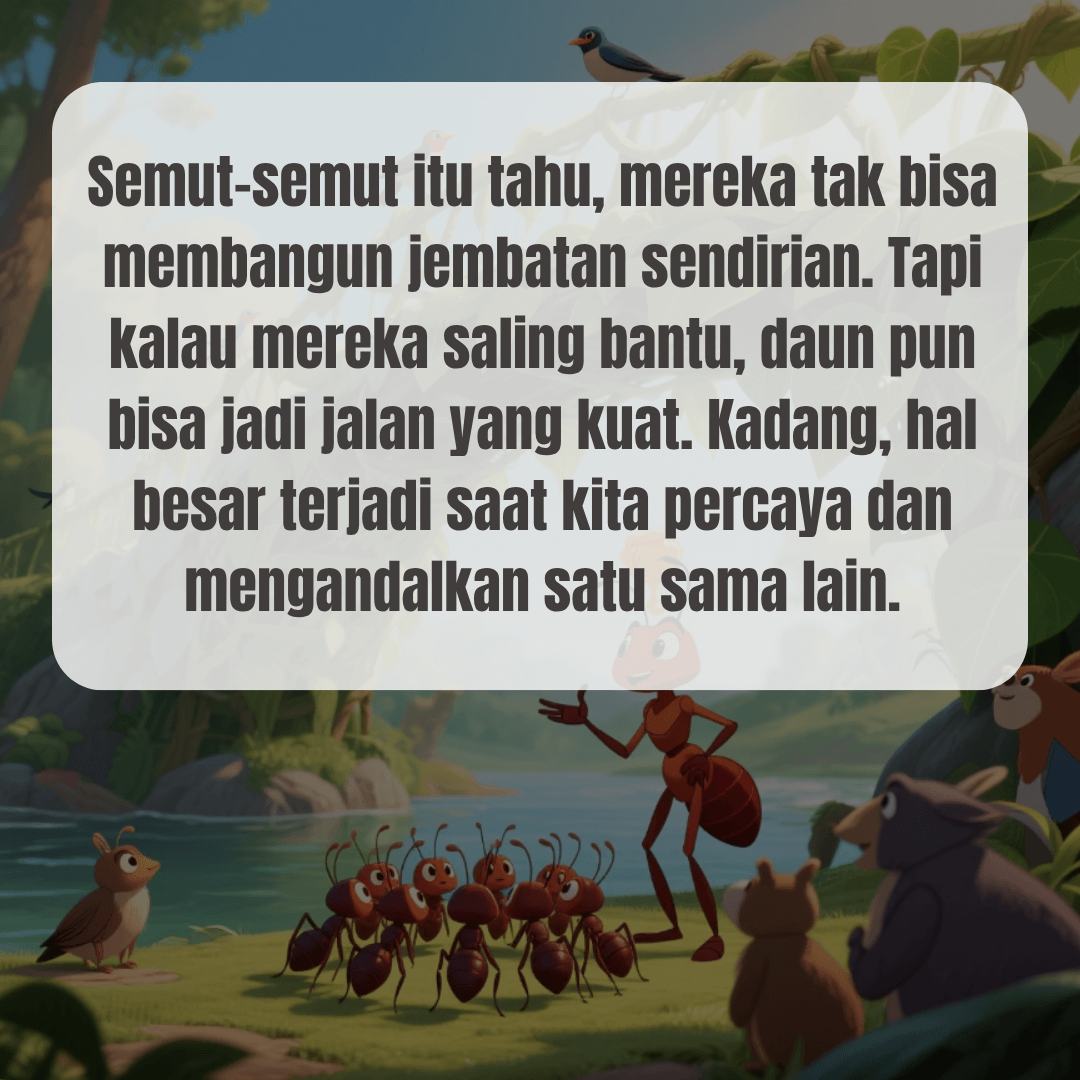 Semut-semut itu tahu, mereka tak bisa
membangun jembatan sendirian. Tapi
kalau mereka saling bantu, daun pun
bisa jadi jalan yang kuat. Kadang, hal
besar terjadi saat kita percaya dan
mengandalkan satu sama lain.